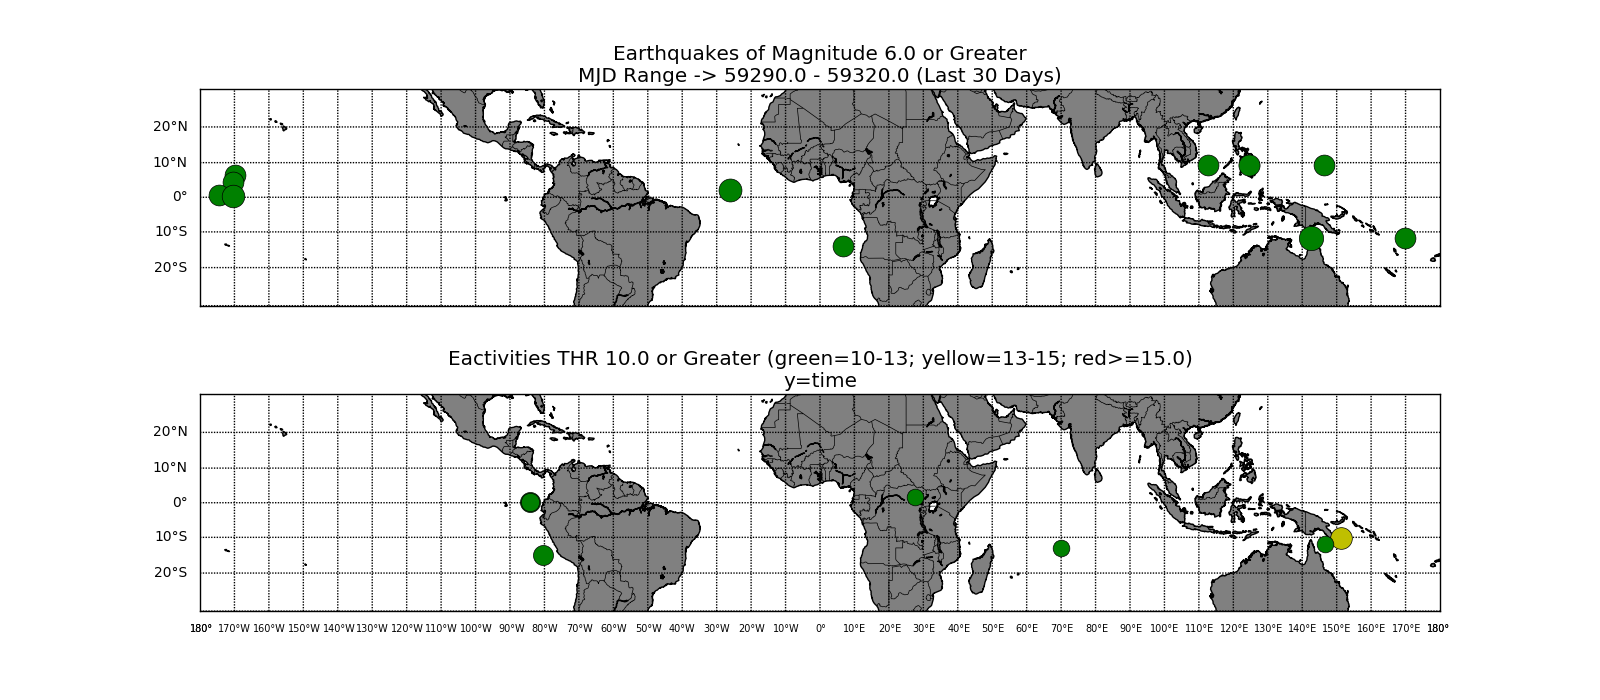 Earthquakes of Magnitude 6.0 or Greater
MJD Range -> 59290.0 - 59320.0 (Last 30 Days)
20°N
10°N
0°
10°S
20°S
Eactivities THR 10.0 or Greater (green=10-13; yellow=13-15; red>=15.0)
y=time
20°N
10°N
0°
10°S
20°S
180° 170°W 160°W 150°W 140°W 130°W 120°W 110°W 100°W 90°W 80°W 70°W 60°W 50°W 40°W 30°W 20°W 10°W 0° 10°E 20°E 30°E 40°E 50°E 60°E 70°E 80°E 90°E 100°E 110°E 120°E 130°E 140°E 150°E 160°E 170°E 180°